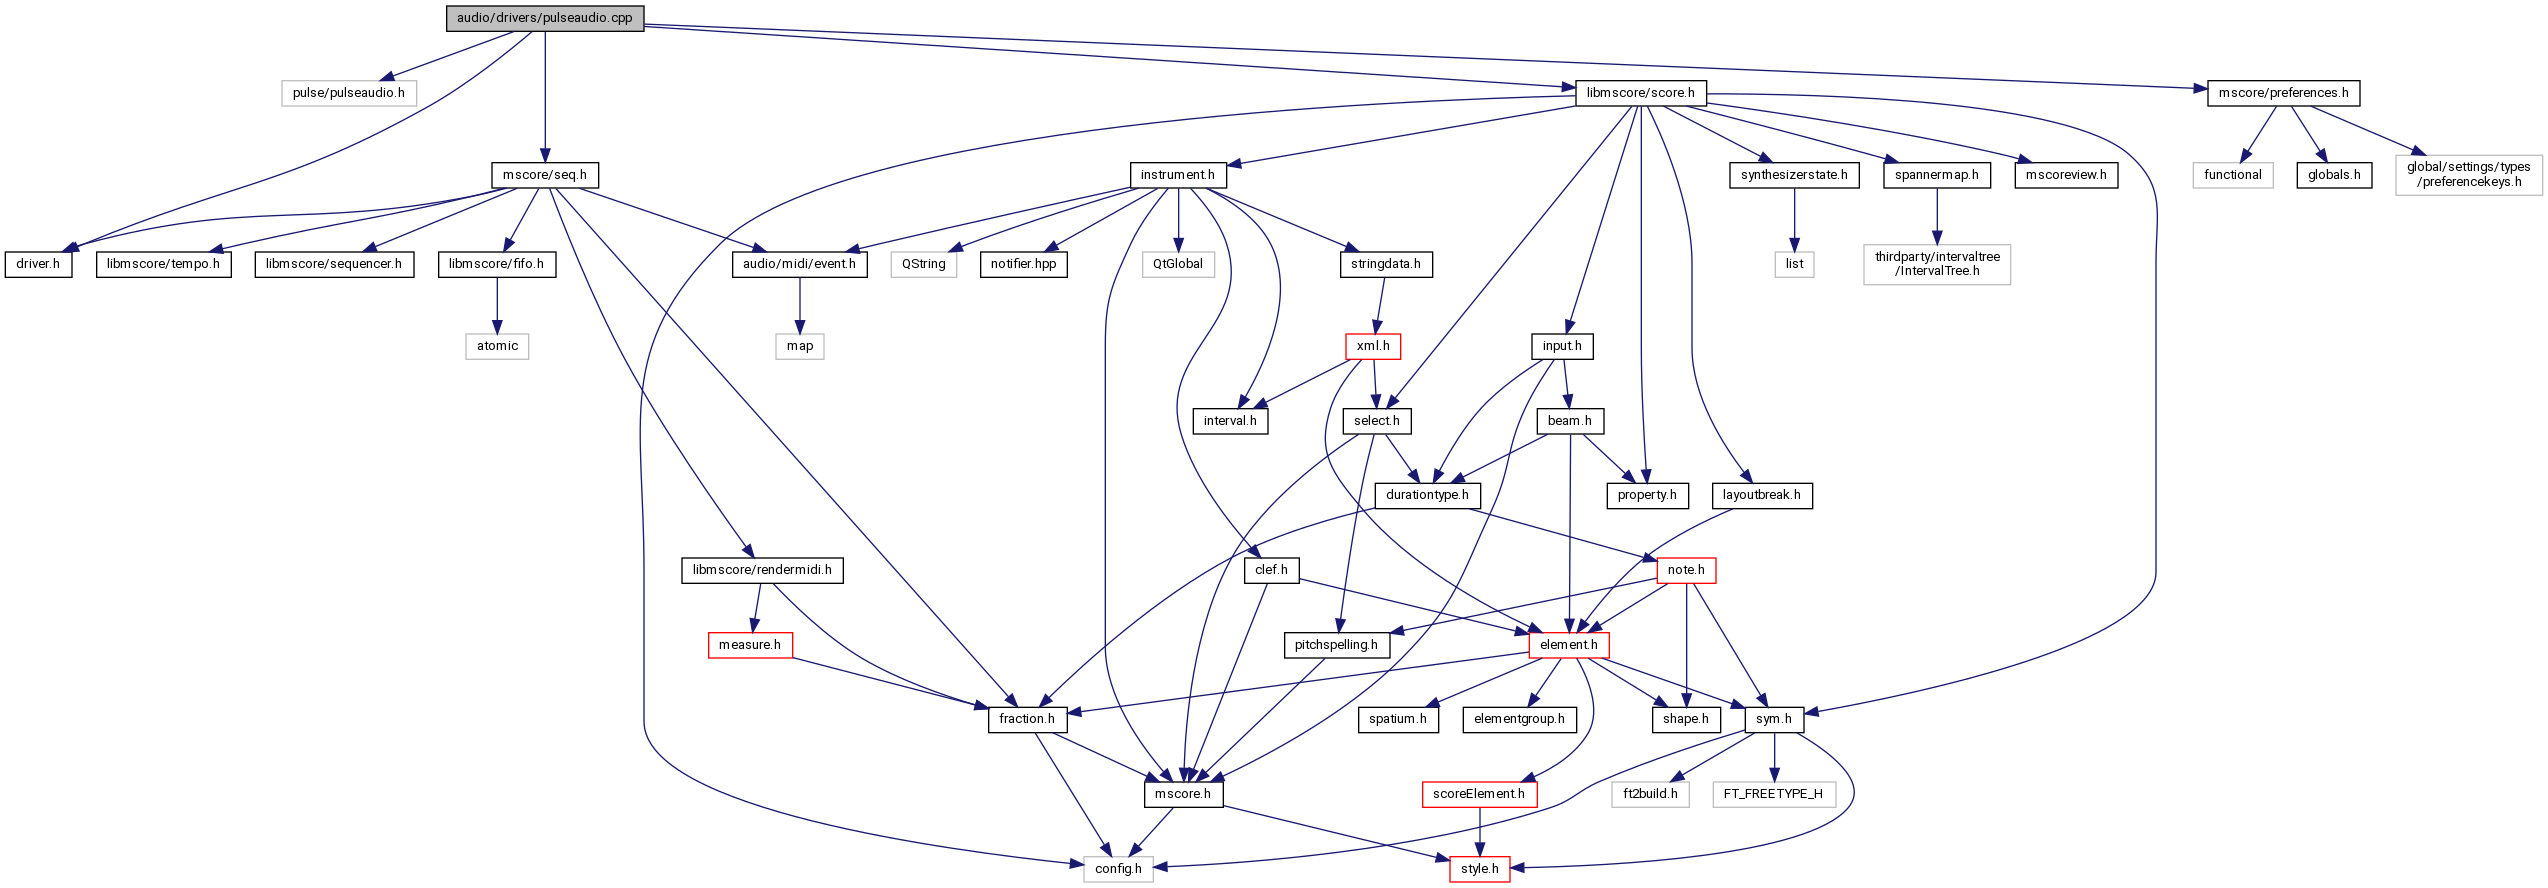 audio/drivers/pulseaudio.cpp
pulse/pulseaudio.h
libmscore/score.h
mscore/preferences.h
mscore/seq.h
instrument.h
synthesizerstate.h
spannermap.h
mscoreview.h
functional
globals.h
global/settings/types
/preferencekeys.h
driver.h
libmscore/tempo.h
libmscore/sequencer.h
libmscore/fifo.h
audio/midi/event.h
QString
notifier.hpp
QtGlobal
stringdata.h
list
thirdparty/intervaltree
/IntervalTree.h
atomic
map
xml.h
input.h
interval.h
select.h
beam.h
durationtype.h
property.h
layoutbreak.h
libmscore/rendermidi.h
clef.h
note.h
measure.h
pitchspelling.h
element.h
fraction.h
spatium.h
elementgroup.h
shape.h
sym.h
mscore.h
scoreElement.h
ft2build.h
FT_FREETYPE_H
config.h
style.h